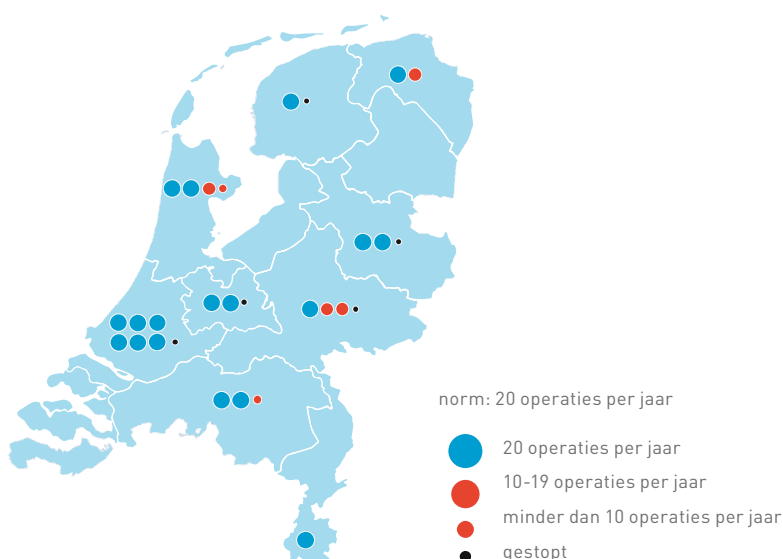 norm: 20 operaties per jaar
20 operaties per jaar
10-19 operaties per jaar
minder dan 10 operaties per jaar
gestopt